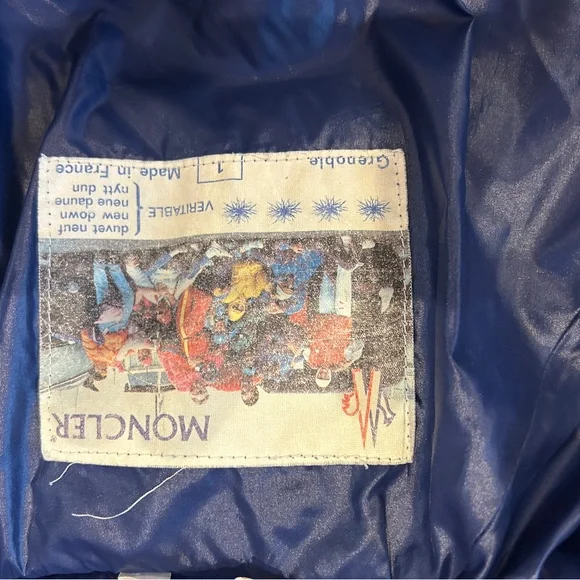 MONCLER
VERITABLE
duvet neuf
new down
neue daune
nytt dun
Grenoble.
1
Made in France